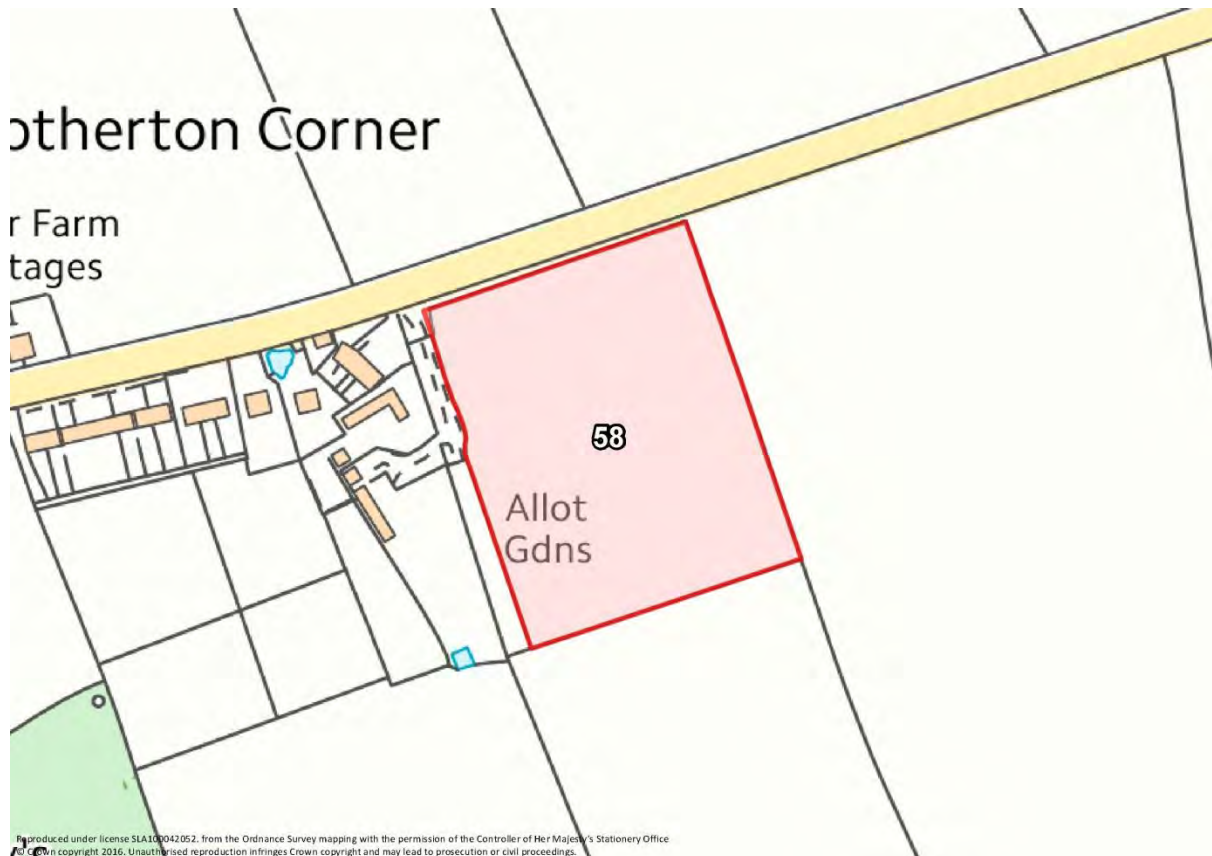 otherton Corner
r Farm
tages
58
Allot
Gdns
Reproduced under license SLA100042052. from the Ordnance Survey mapping with the permission of the Controller of Her Majesty's Stationery Office
© Crown copyright 2016. Unauthorised reproduction infringes Crown copyright and may lead to prosecution or civil proceedings.